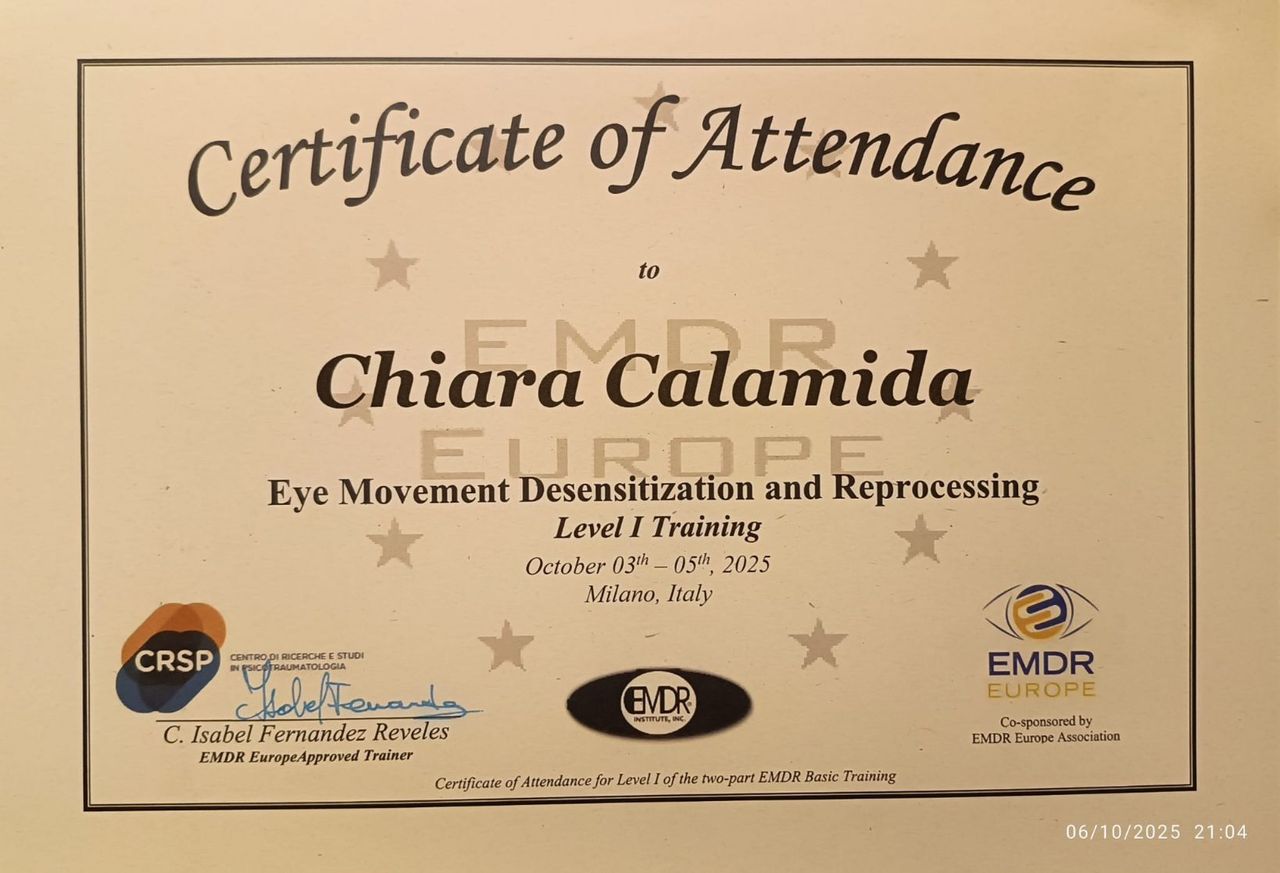 Certificate of Attendance
to
EMDR
Chiara Calamida
EUROPE
Eye Movement Desensitization and Reprocessing
Level I Training
October 03th – 05th, 2025
Milano, Italy
CRSP
CENTRO DI RICERCHE E STUDI
IN PSICOTRAUMATOLOGIA
Isabel Fernandez
C. Isabel Fernandez Reveles
EMDR EuropeApproved Trainer
EMDR®
INSTITUTE, INC.
EMDR
EUROPE
Co-sponsored by
EMDR Europe Association
Certificate of Attendance for Level I of the two-part EMDR Basic Training
06/10/2025 21:04